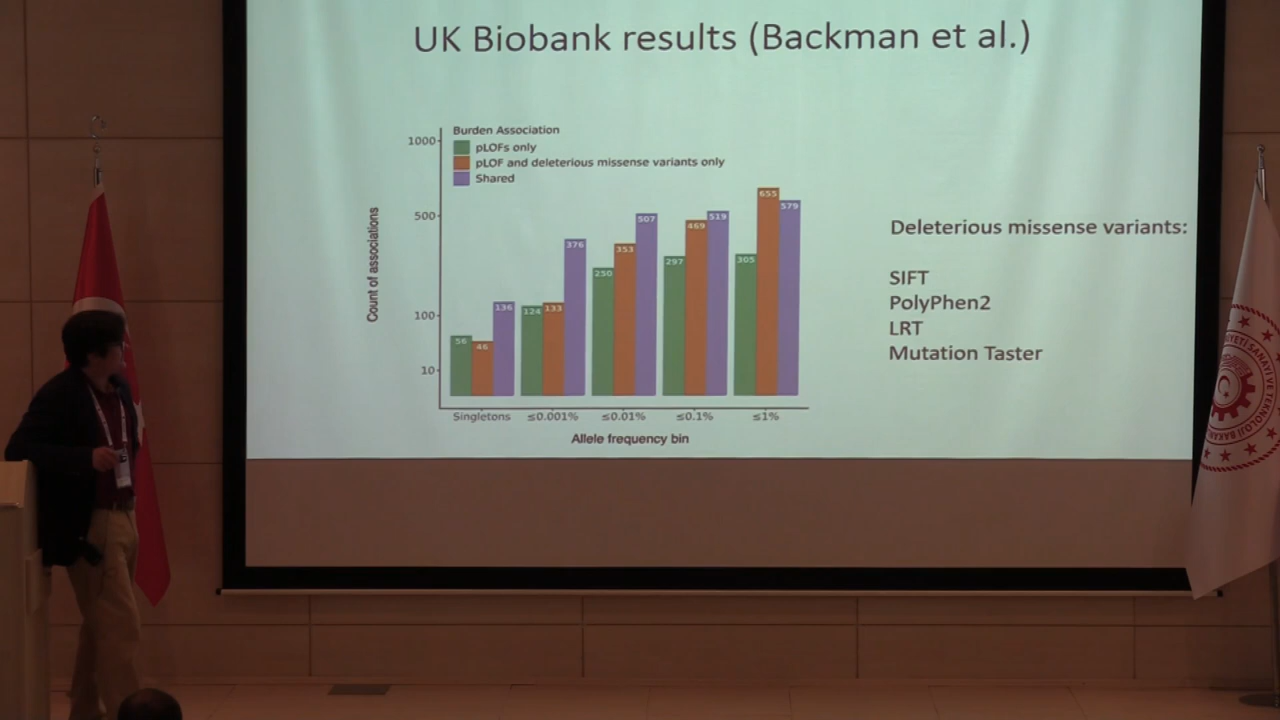 UK Biobank results (Backman et al.)
Burden Association
pLOFs only
pLOF and deleterious missense variants only
Shared
Count of associations
1000
500
100
10
56
46
136
124
133
376
250
353
507
297
469
519
305
655
579
Singletons
≤0.001%
≤0.01%
≤0.1%
≤1%
Allele frequency bin
Deleterious missense variants:
SIFT
PolyPhen2
LRT
Mutation Taster